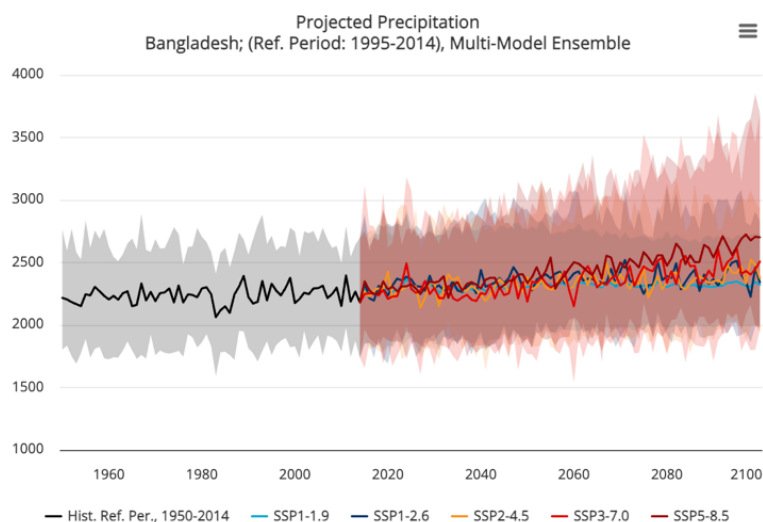 Projected Precipitation
Bangladesh; (Ref. Period: 1995-2014), Multi-Model Ensemble
4000
3500
3000
2500
2000
1500
1000
1960 1980 2000 2020 2040 2060 2080 2100
Hist. Ref. Per., 1950-2014 SSP1-1.9 SSP1-2.6 SSP2-4.5 SSP3-7.0 SSP5-8.5